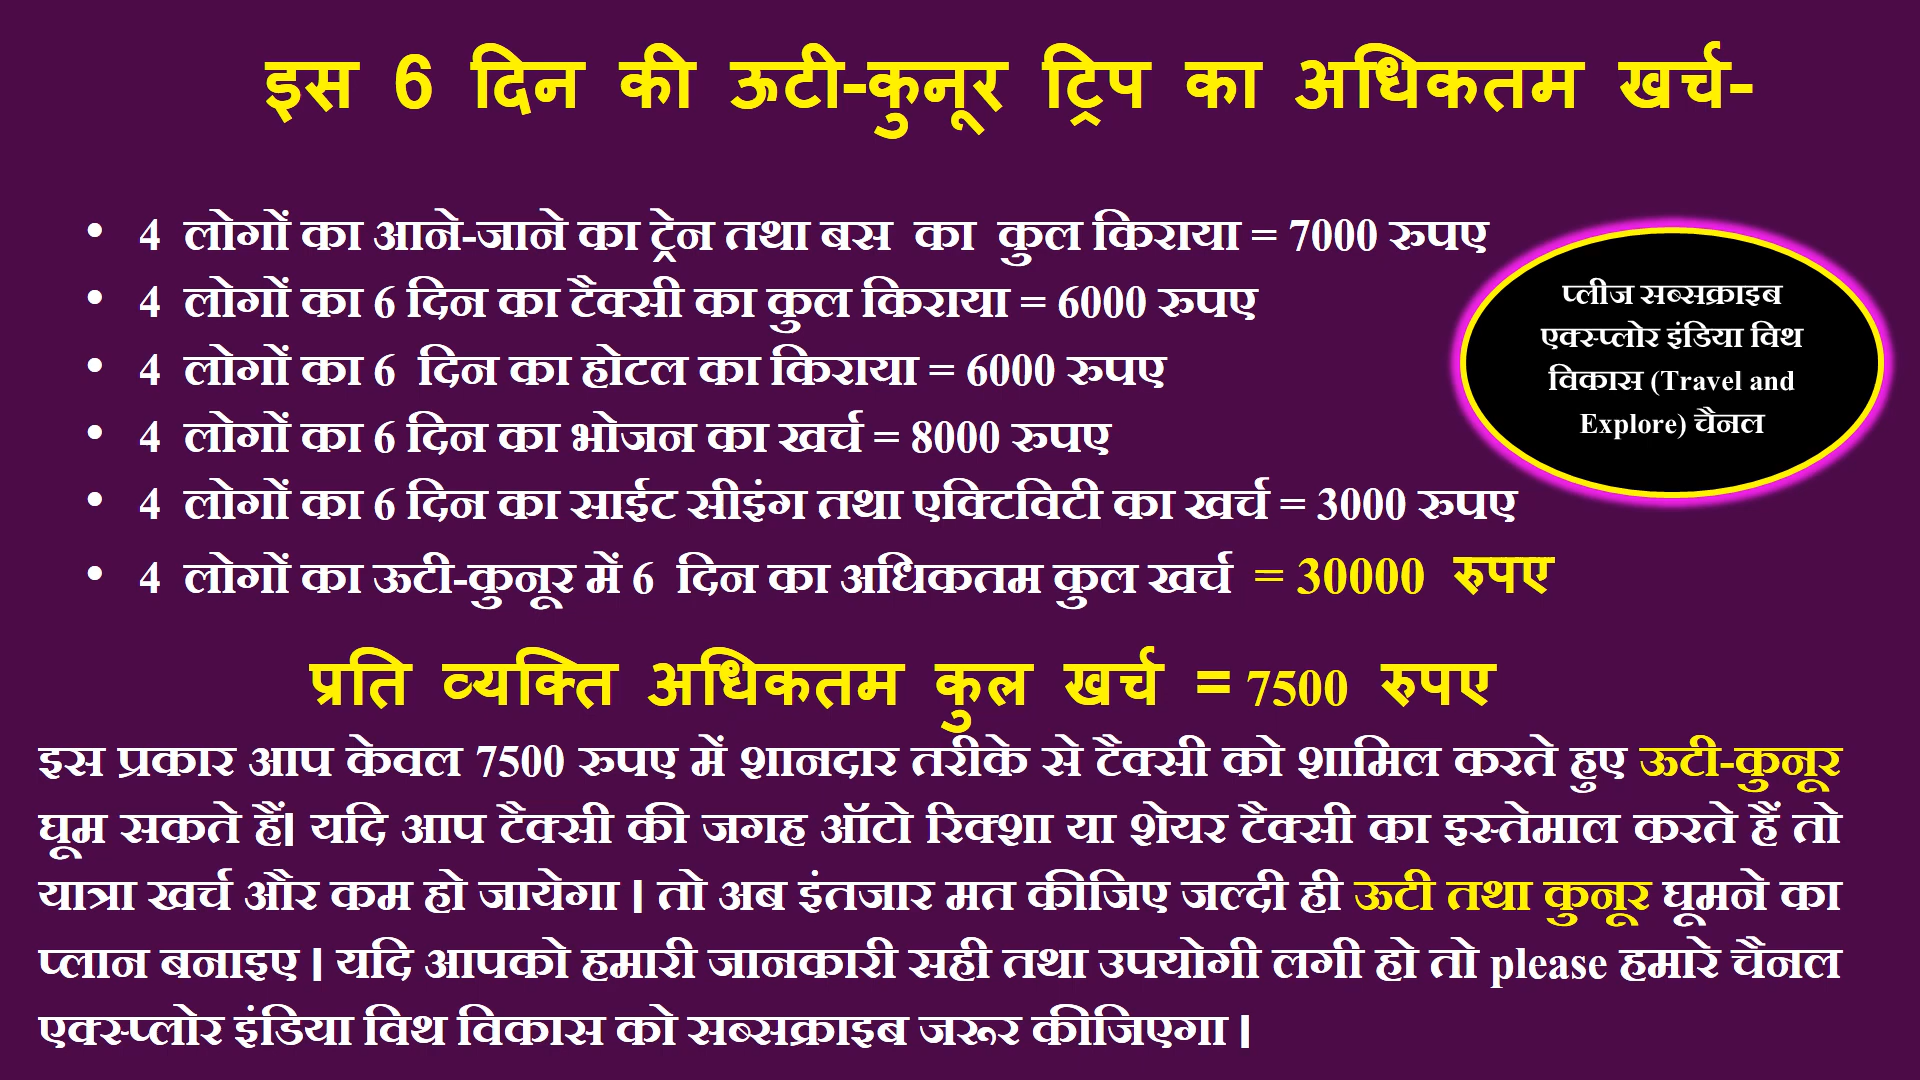 इस 6 दिन की ऊटी-कुनूर ट्रिप का अधिकतम खर्च-
• 4 लोगों का आने-जाने का ट्रेन तथा बस का कुल किराया = 7000 रुपए
• 4 लोगों का 6 दिन का टैक्सी का कुल किराया = 6000 रुपए
• 4 लोगों का 6 दिन का होटल का किराया = 6000 रुपए
• 4 लोगों का 6 दिन का भोजन का खर्च = 8000 रुपए
• 4 लोगों का 6 दिन का साईट सीइंग तथा एक्टिविटी का खर्च = 3000 रुपए
• 4 लोगों का ऊटी-कुनूर में 6 दिन का अधिकतम कुल खर्च = 30000 रुपए
प्लीज सब्सक्राइब
एक्स्प्लोर इंडिया विथ
विकास (Travel and
Explore) चैनल
प्रति व्यक्ति अधिकतम कुल खर्च = 7500 रुपए
इस प्रकार आप केवल 7500 रुपए में शानदार तरीके से टैक्सी को शामिल करते हुए ऊटी-कुनूर
घूम सकते हैं। यदि आप टैक्सी की जगह ऑटो रिक्शा या शेयर टैक्सी का इस्तेमाल करते हैं तो
यात्रा खर्च और कम हो जायेगा । तो अब इंतजार मत कीजिए जल्दी ही ऊटी तथा कुनूर घूमने का
प्लान बनाइए । यदि आपको हमारी जानकारी सही तथा उपयोगी लगी हो तो please हमारे चैनल
एक्स्प्लोर इंडिया विथ विकास को सब्सक्राइब जरूर कीजिएगा ।